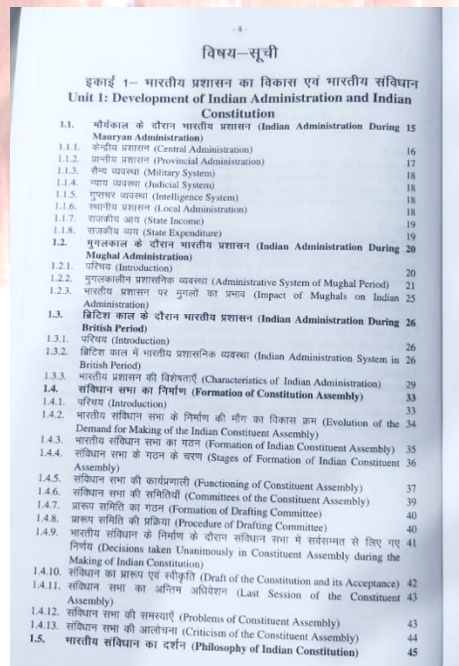 - 8 -
विषय–सूची
इकाई 1– भारतीय प्रशासन का विकास एवं भारतीय संविधान
Unit 1: Development of Indian Administration and Indian
Constitution
1.1. मौर्यकाल के दौरान भारतीय प्रशासन (Indian Administration During 15
Mauryan Administration)
1.1.1. केन्द्रीय प्रशासन (Central Administration) 16
1.1.2. प्रान्तीय प्रशासन (Provincial Administration) 17
1.1.3. सैन्य व्यवस्था (Military System) 18
1.1.4. न्याय व्यवस्था (Judicial System) 18
1.1.5. गुप्तचर व्यवस्था (Intelligence System) 18
1.1.6. स्थानीय प्रशासन (Local Administration) 18
1.1.7. राजकीय आय (State Income) 19
1.1.8. राजकीय व्यय (State Expenditure) 19
1.2. मुगलकाल के दौरान भारतीय प्रशासन (Indian Administration During 20
Mughal Administration)
1.2.1. परिचय (Introduction) 20
1.2.2. मुगलकालीन प्रशासनिक व्यवस्था (Administrative System of Mughal Period) 21
1.2.3. भारतीय प्रशासन पर मुगलों का प्रभाव (Impact of Mughals on Indian 25
Administration)
1.3. ब्रिटिश काल के दौरान भारतीय प्रशासन (Indian Administration During 26
British Period)
1.3.1. परिचय (Introduction) 26
1.3.2. ब्रिटिश काल में भारतीय प्रशासनिक व्यवस्था (Indian Administration System in 26
British Period)
1.3.3. भारतीय प्रशासन की विशेषताएँ (Characteristics of Indian Administration) 29
1.4. संविधान सभा का निर्माण (Formation of Constitution Assembly) 33
1.4.1. परिचय (Introduction) 33
1.4.2. भारतीय संविधान सभा के निर्माण की माँग का विकास क्रम (Evolution of the 34
Demand for Making of the Indian Constituent Assembly)
1.4.3. भारतीय संविधान सभा का गठन (Formation of Indian Constituent Assembly) 35
1.4.4. संविधान सभा के गठन के चरण (Stages of Formation of Indian Constituent 36
Assembly)
1.4.5. संविधान सभा की कार्यप्रणाली (Functioning of Constituent Assembly) 37
1.4.6. संविधान सभा की समितियाँ (Committees of the Constituent Assembly) 39
1.4.7. प्रारूप समिति का गठन (Formation of Drafting Committee) 40
1.4.8. प्रारूप समिति की प्रक्रिया (Procedure of Drafting Committee) 40
1.4.9. भारतीय संविधान के निर्माण के दौरान संविधान सभा में सर्वसम्मत से लिए गए 41
निर्णय (Decisions taken Unanimously in Constituent Assembly during the
Making of Indian Constitution)
1.4.10. संविधान का प्रारूप एवं स्वीकृति (Draft of the Constitution and its Acceptance) 42
1.4.11. संविधान सभा का अन्तिम अधिवेशन (Last Session of the Constituent 43
Assembly)
1.4.12. संविधान सभा की समस्याएँ (Problems of Constituent Assembly) 43
1.4.13. संविधान सभा की आलोचना (Criticism of the Constituent Assembly) 44
1.5. भारतीय संविधान का दर्शन (Philosophy of Indian Constitution) 45